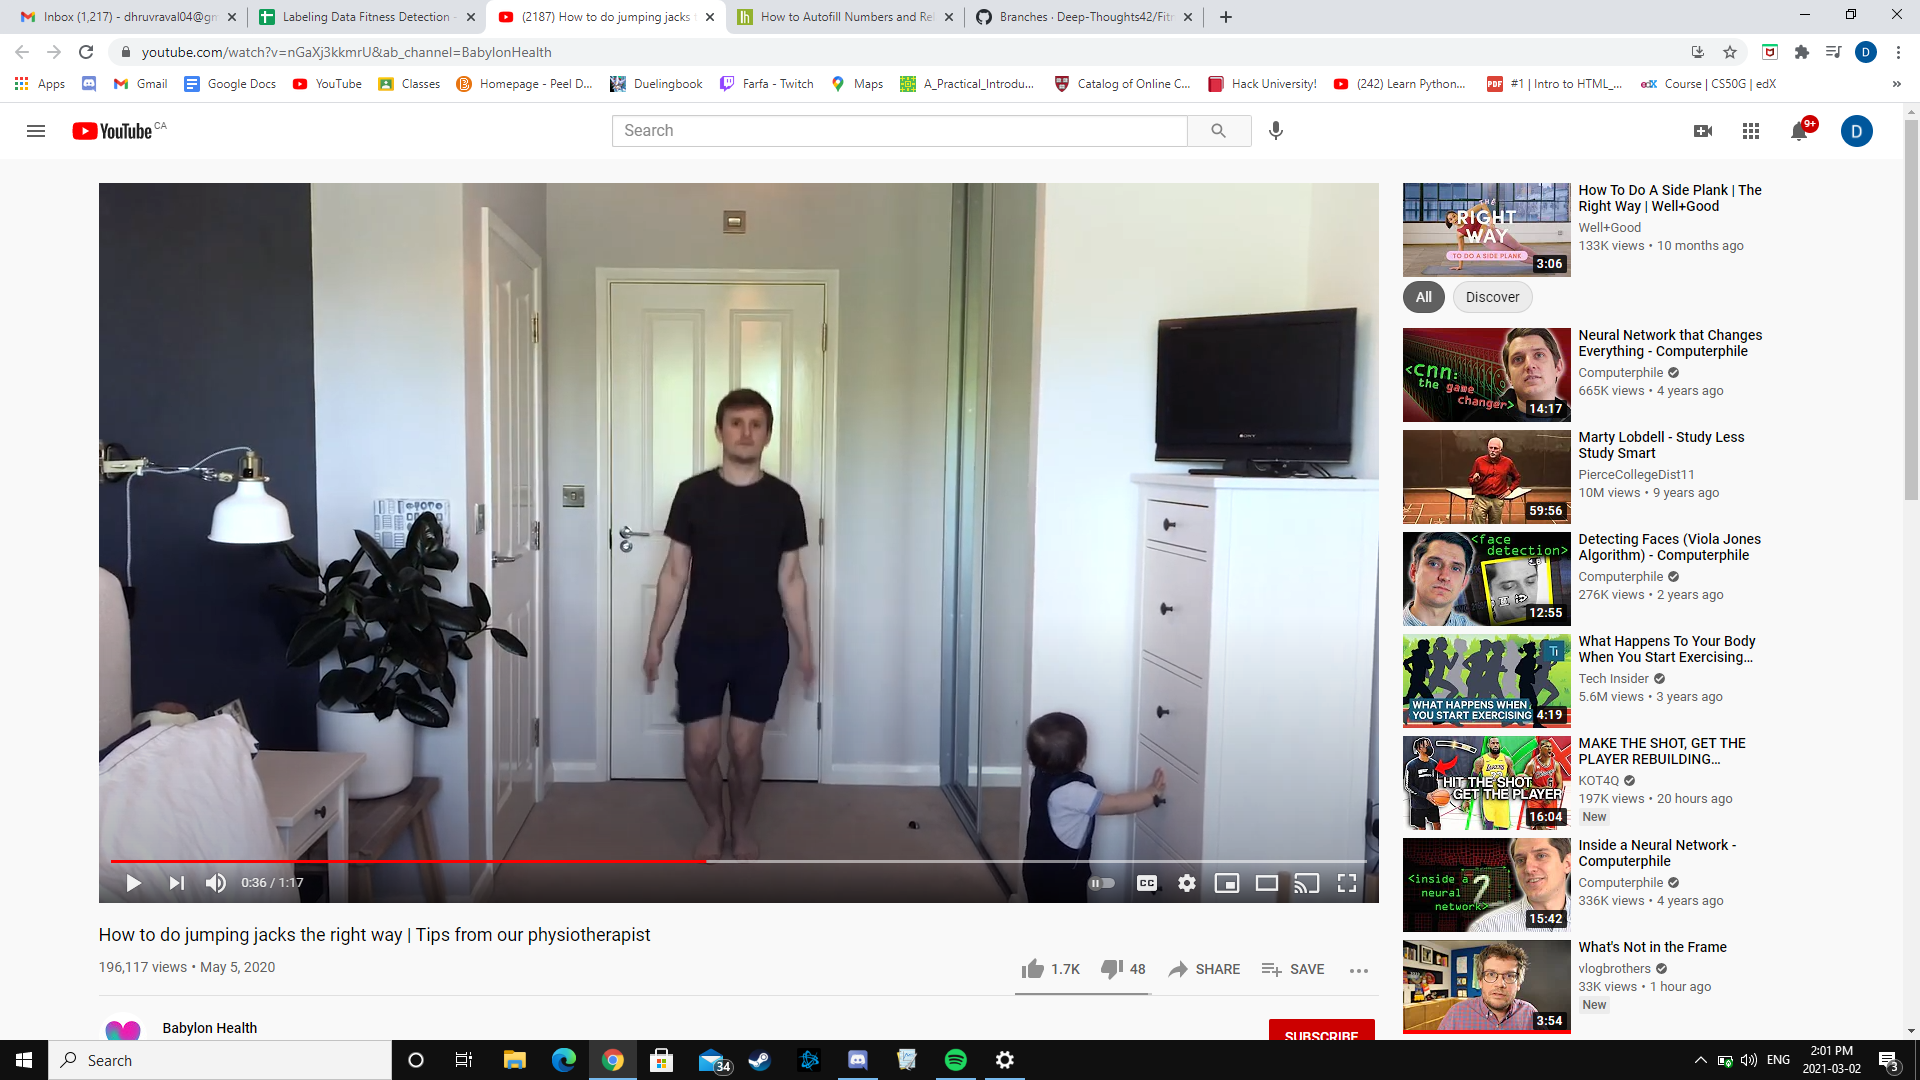 Inbox (1,217) - dhruvraval04@gm
Labeling Data Fitness Detection -
(2187) How to do jumping jacks t
How to Autofill Numbers and Rel
Branches · Deep-Thoughts42/Fitn
youtube.com/watch?v=nGaXj3kkmrU&ab_channel=BabylonHealth
D
Apps
Gmail
Google Docs
YouTube
Classes
Homepage - Peel D...
Duelingbook
Farfa - Twitch
Maps
A_Practical_Introdu...
Catalog of Online C...
Hack University!
(242) Learn Python...
#1 | Intro to HTML_...
Course | CS50G | edX
YouTube CA
Search
9+
D
SONY
0:36 / 1:17
CC
How to do jumping jacks the right way | Tips from our physiotherapist
196,117 views • May 5, 2020
1.7K
48
SHARE
SAVE
Babylon Health
SUBSCRIBE
THE
RIGHT
WAY
TO DO A SIDE PLANK
3:06
How To Do A Side Plank | The
Right Way | Well+Good
Well+Good
133K views • 10 months ago
All
Discover
<cnn:
the game
changer>
14:17
Neural Network that Changes
Everything - Computerphile
Computerphile
665K views • 4 years ago
59:56
Marty Lobdell - Study Less
Study Smart
PierceCollegeDist11
10M views • 9 years ago
<face
detection>
12:55
Detecting Faces (Viola Jones
Algorithm) - Computerphile
Computerphile
276K views • 2 years ago
TI
WHAT HAPPENS WHEN
YOU START EXERCISING
4:19
What Happens To Your Body
When You Start Exercising...
Tech Insider
5.6M views • 3 years ago
HIT THE SHOT
GET THE PLAYER
16:04
MAKE THE SHOT, GET THE
PLAYER REBUILDING...
KOT4Q
197K views • 20 hours ago
New
<inside a
neural
network>
?
15:42
Inside a Neural Network -
Computerphile
Computerphile
336K views • 4 years ago
3:54
What's Not in the Frame
vlogbrothers
33K views • 1 hour ago
New
Search
34
ENG
2:01 PM
2021-03-02
3